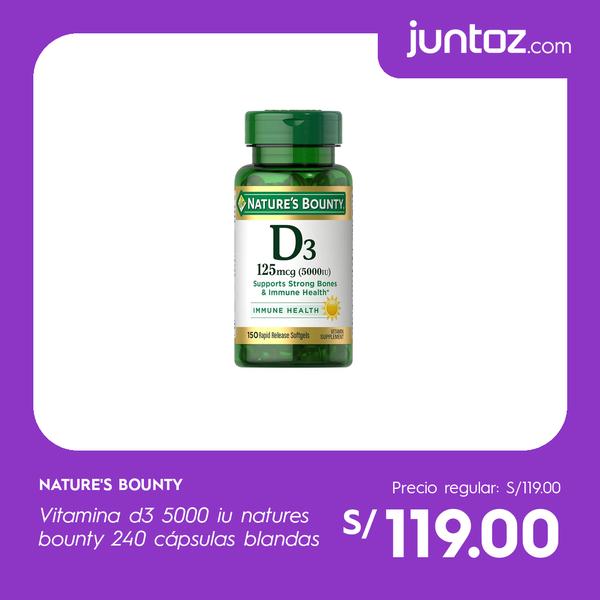 juntoz.com
NATURE'S BOUNTY
D3
125mcg (5000IU)
Supports Strong Bones
& Immune Health*
IMMUNE HEALTH
150 Rapid Release Softgels
VITAMIN
SUPPLEMENT
NATURE'S BOUNTY
Vitamina d3 5000 iu natures
bounty 240 cápsulas blandas
Precio regular: S/119.00
S/119.00